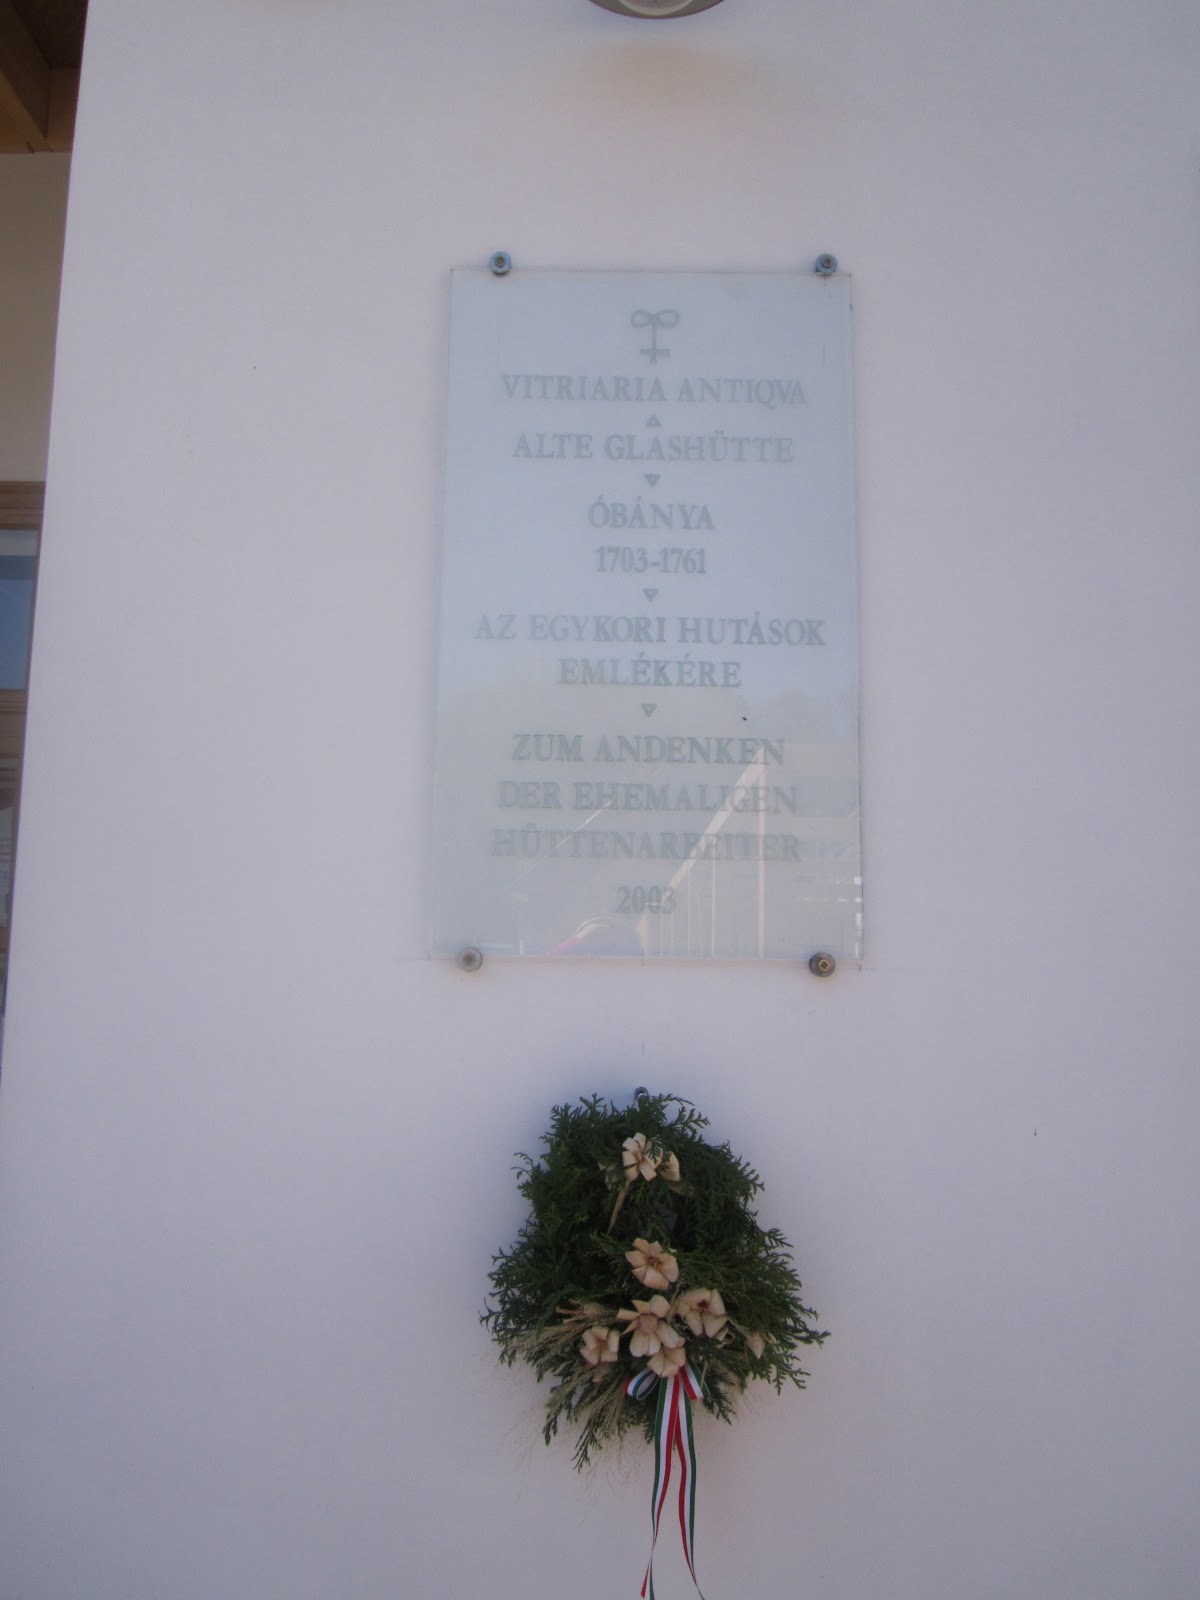 VITRIARIA ANTIQVA
ALTE GLASHÜTTE
ÓBÁNYA
1703-1761
AZ EGYKORI HUTÁSOK
EMLÉKÉRE
ZUM ANDENKEN
DER EHEMALIGEN
HÜTTENARBEITER
2003